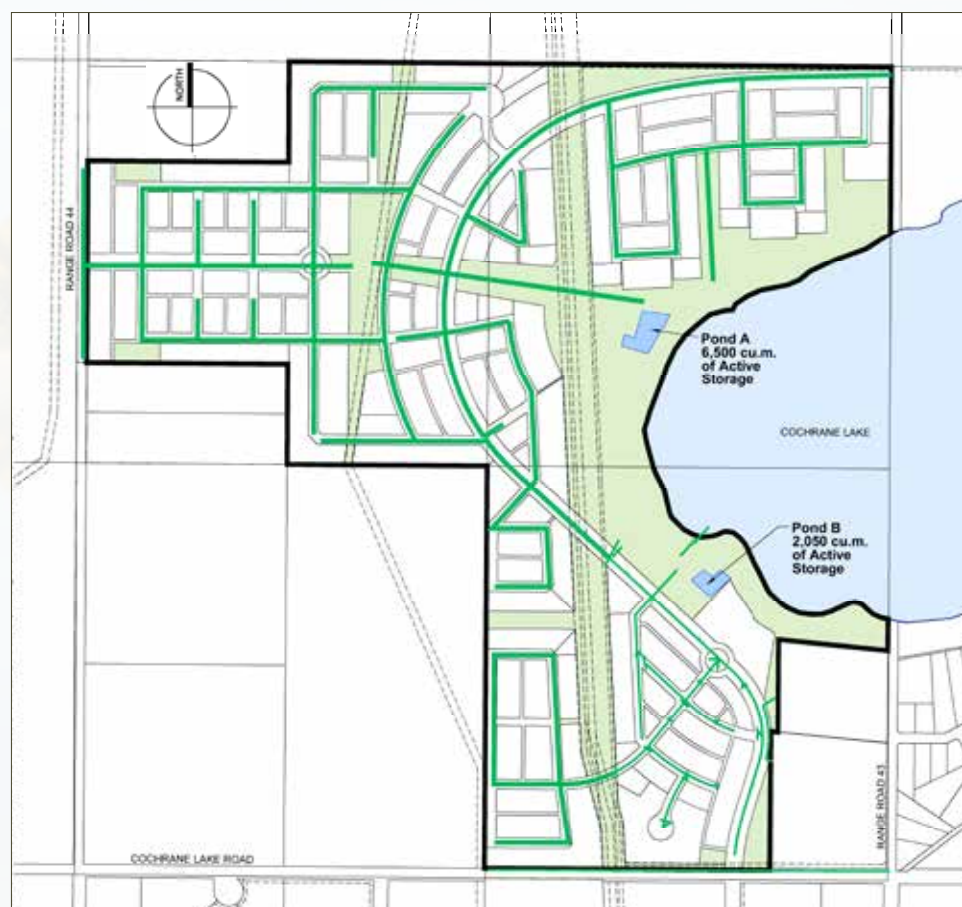 NORTH
RANGE ROAD 44
Pond A
6,500 cu.m.
of Active
Storage
COCHRANE LAKE
Pond B
2,050 cu.m.
of Active
Storage
RANGE ROAD 43
COCHRANE LAKE ROAD